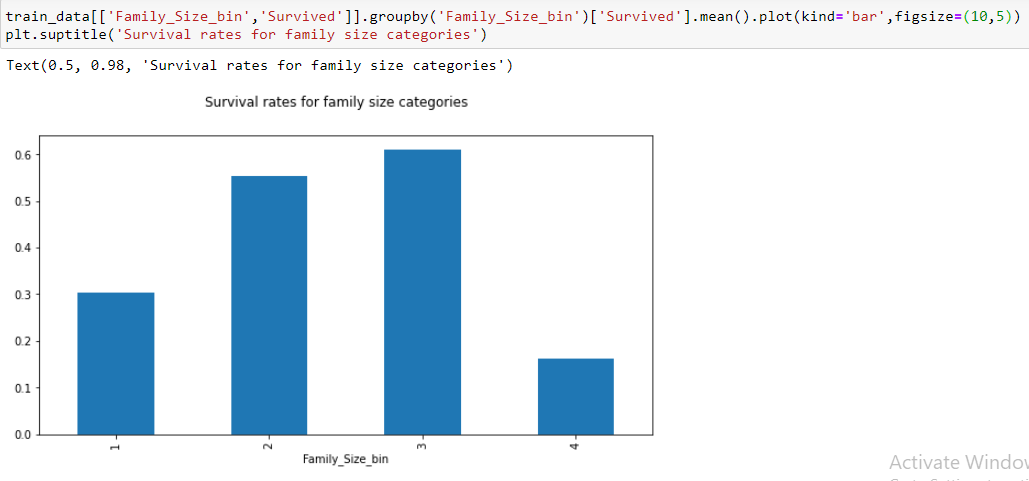 train_data[['Family_Size_bin','Survived']].groupby('Family_Size_bin')['Survived'].mean().plot(kind='bar',figsize=(10,5))
plt.suptitle('Survival rates for family size categories')
Text(0.5, 0.98, 'Survival rates for family size categories')
Survival rates for family size categories
0.6
0.5
0.4
0.3
0.2
0.1
0.0
1 2 3 4
Family_Size_bin
Activate Window